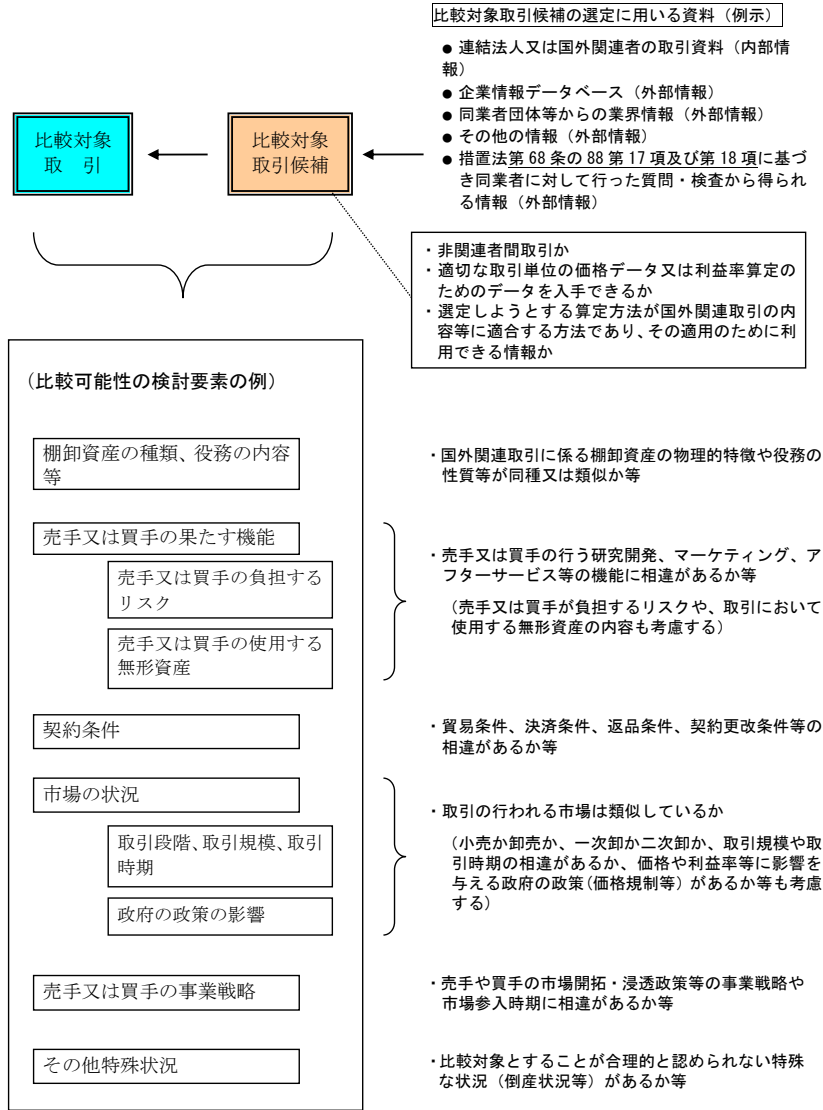 比較対象取引候補の選定に用いる資料（例示）
● 連結法人又は国外関連者の取引資料（内部情
報）
● 企業情報データベース（外部情報）
● 同業者団体等からの業界情報（外部情報）
● その他の情報（外部情報）
● 措置法第 68 条の 88 第 17 項及び第 18 項に基づ
き同業者に対して行った質問・検査から得られ
る情報（外部情報）
比較対象
取　引
比較対象
取引候補
・非関連者間取引か
・適切な取引単位の価格データ又は利益率算定の
ためのデータを入手できるか
・選定しようとする算定方法が国外関連取引の内
容等に適合する方法であり、その適用のために利
用できる情報か
（比較可能性の検討要素の例）
棚卸資産の種類、役務の内容
等
・国外関連取引に係る棚卸資産の物理的特徴や役務の
性質等が同種又は類似か等
売手又は買手の果たす機能
売手又は買手の負担する
リスク
売手又は買手の使用する
無形資産
・売手又は買手の行う研究開発、マーケティング、ア
フターサービス等の機能に相違があるか等
（売手又は買手が負担するリスクや、取引において
使用する無形資産の内容も考慮する）
契約条件
・貿易条件、決済条件、返品条件、契約更改条件等の
相違があるか等
市場の状況
取引段階、取引規模、取引
時期
政府の政策の影響
・取引の行われる市場は類似しているか
（小売か卸売か、一次卸か二次卸か、取引規模や取
引時期の相違があるか、価格や利益率等に影響を
与える政府の政策（価格規制等）があるか等も考慮
する）
売手又は買手の事業戦略
・売手や買手の市場開拓・浸透政策等の事業戦略や
市場参入時期に相違があるか等
その他特殊状況
・比較対象とすることが合理的と認められない特殊
な状況（倒産状況等）があるか等